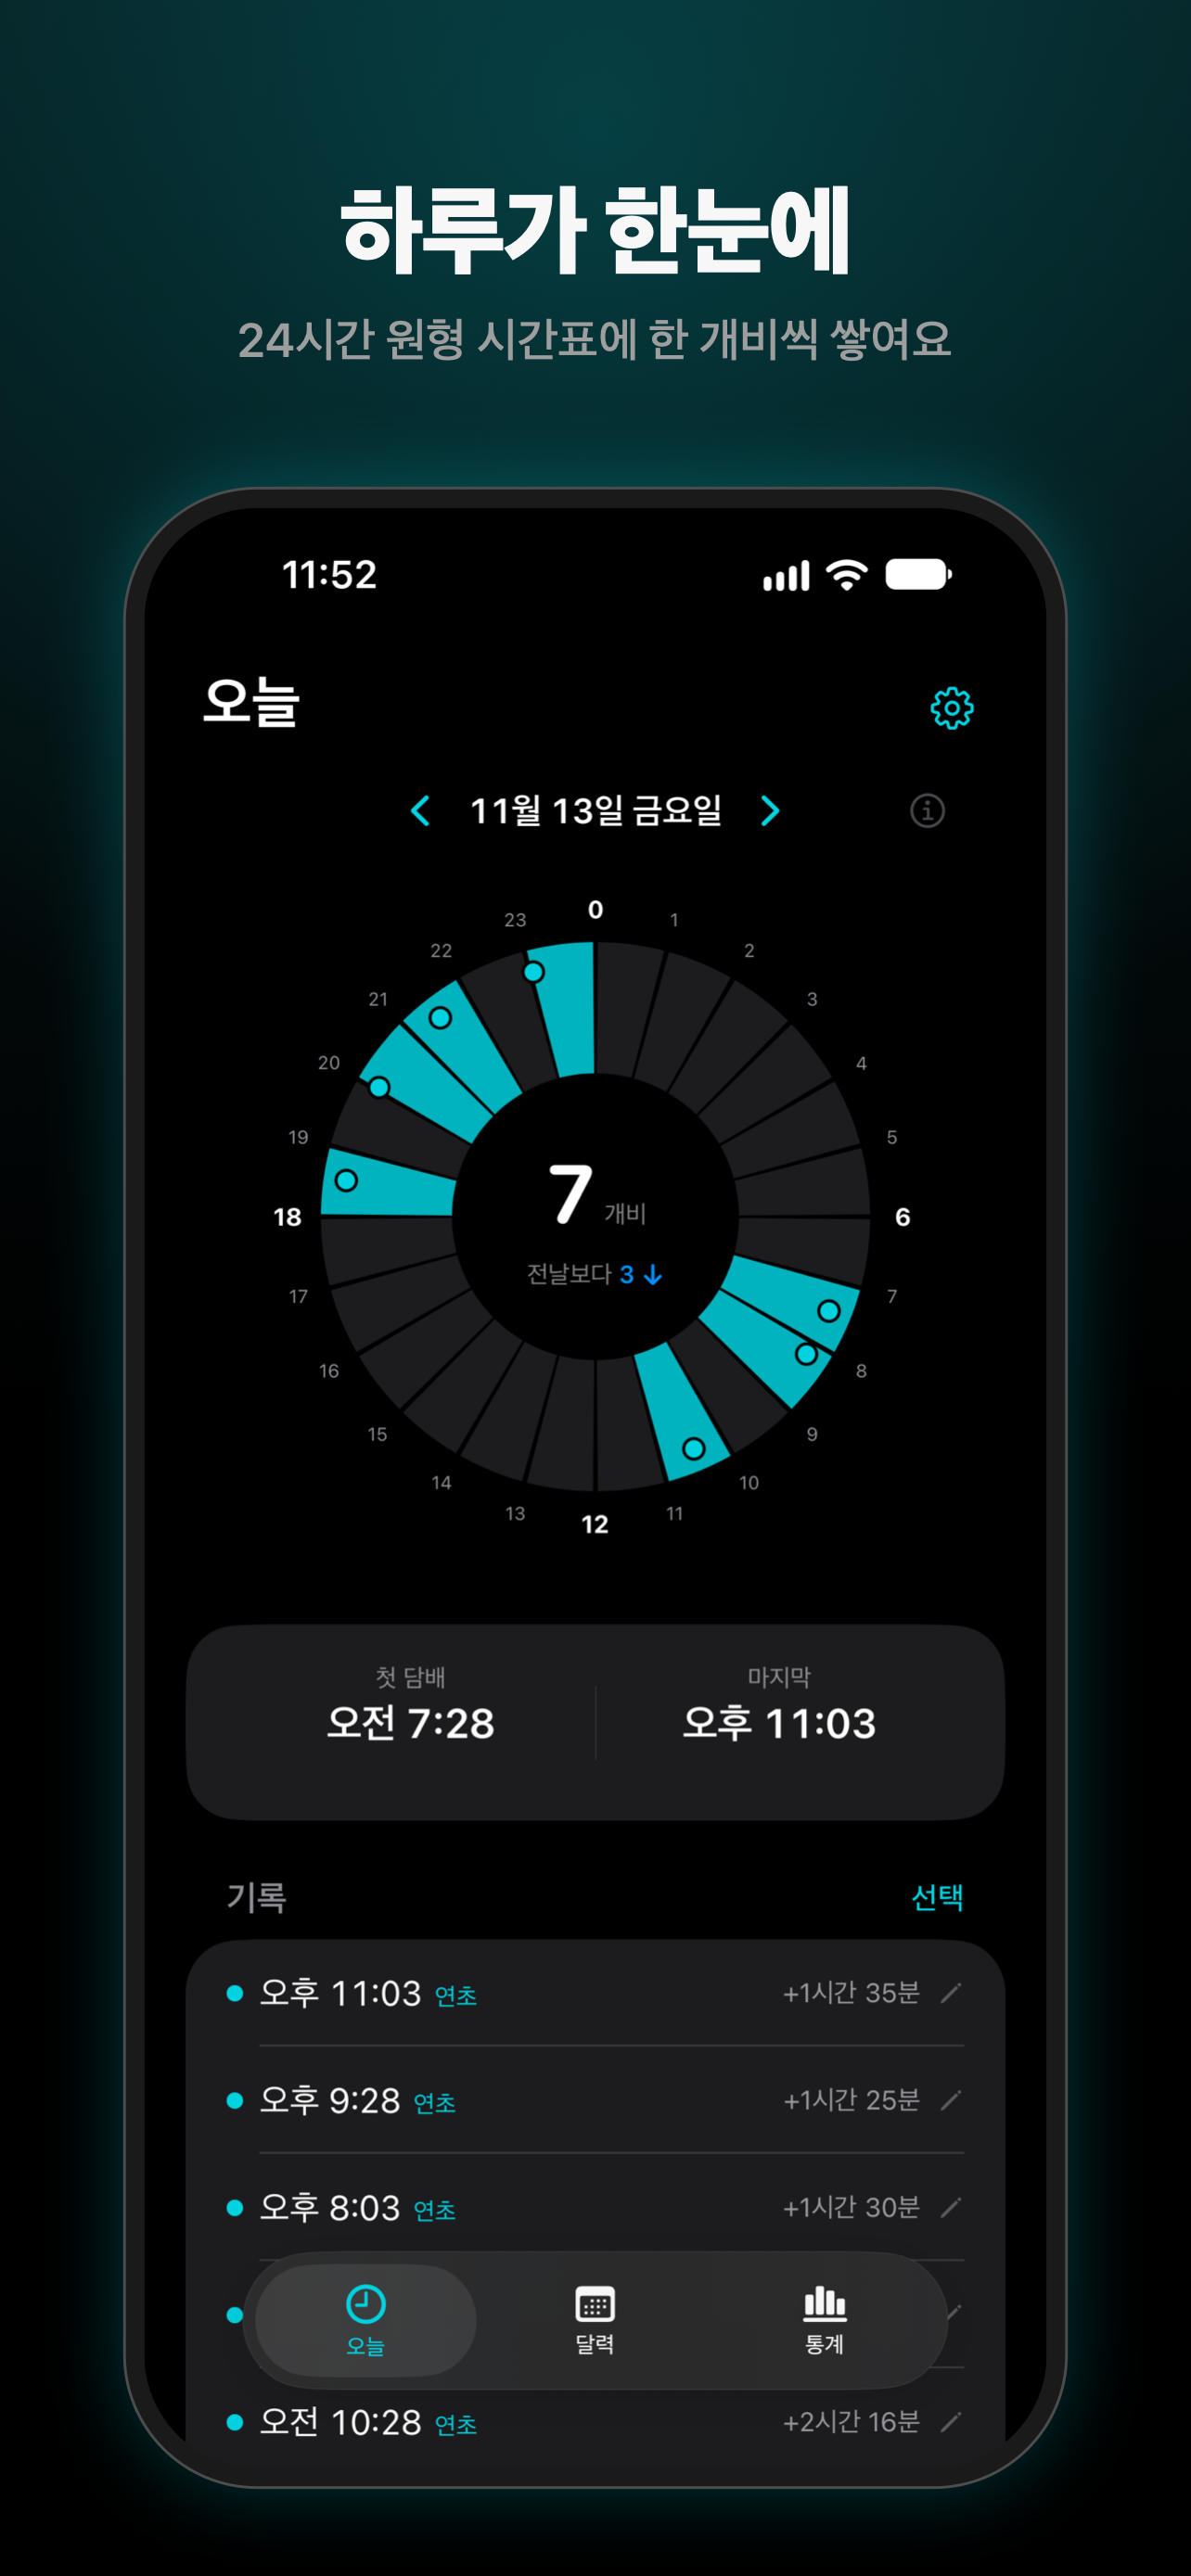 하루가 한눈에
24시간 원형 시간표에 한 개비씩 쌓여요
11:52
오늘
11월 13일 금요일
0
1
2
3
4
5
6
7
8
9
10
11
12
13
14
15
16
17
18
19
20
21
22
23
7 개비
전날보다 3 ↓
첫 담배
오전 7:28
마지막
오후 11:03
기록 선택
오후 11:03 연초 +1시간 35분
오후 9:28 연초 +1시간 25분
오후 8:03 연초 +1시간 30분
오늘 달력 통계
오전 10:28 연초 +2시간 16분